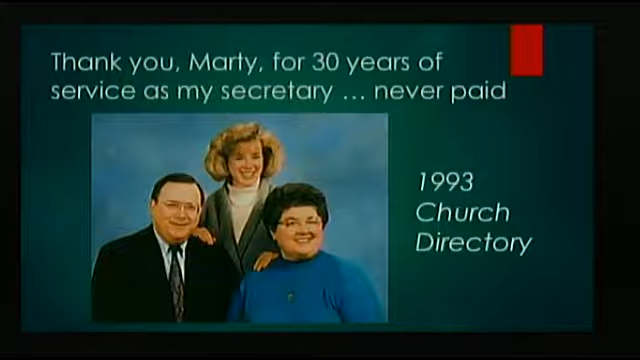 Thank you, Marty, for 30 years of
service as my secretary … never paid
1993
Church
Directory